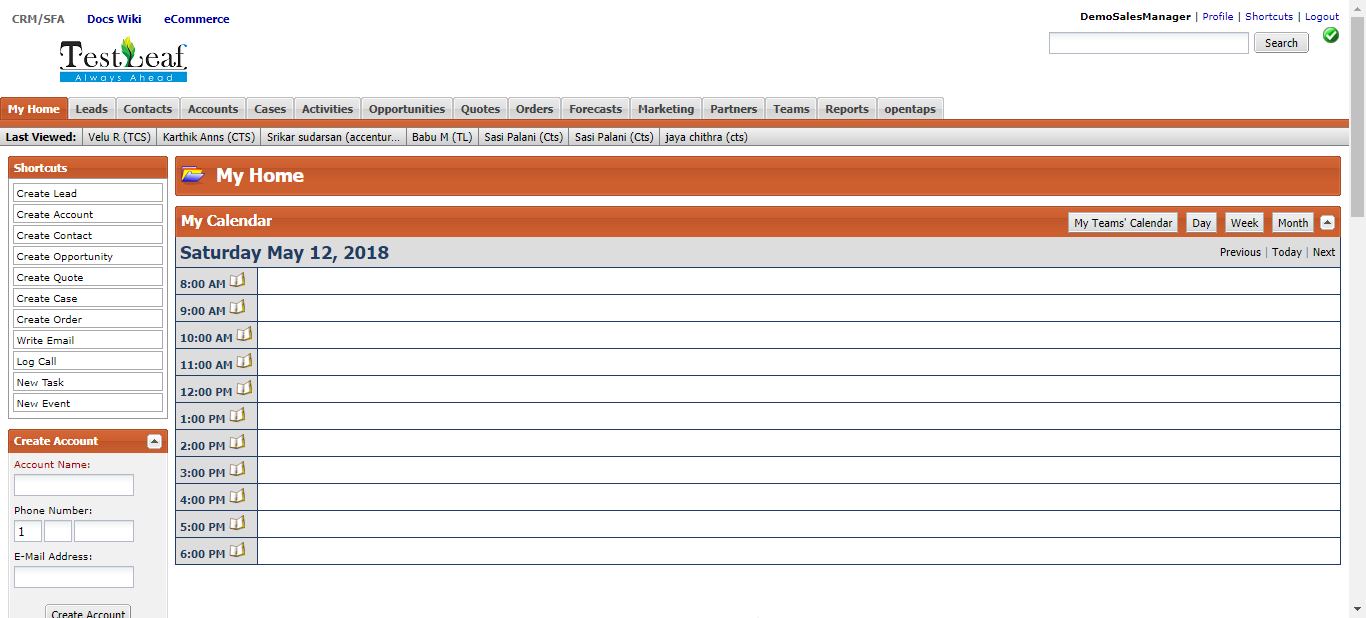 CRM/SFA Docs Wiki eCommerce
DemoSalesManager | Profile | Shortcuts | Logout
Search
TestLeaf
Always Ahead
My Home Leads Contacts Accounts Cases Activities Opportunities Quotes Orders Forecasts Marketing Partners Teams Reports opentaps
Last Viewed: Velu R (TCS) Karthik Anns (CTS) Srikar sudarsan (accentur... Babu M (TL) Sasi Palani (Cts) Sasi Palani (Cts) jaya chithra (cts)
Shortcuts
Create Lead
Create Account
Create Contact
Create Opportunity
Create Quote
Create Case
Create Order
Write Email
Log Call
New Task
New Event
Create Account
Account Name:
Phone Number:
1
E-Mail Address:
Create Account
My Home
My Calendar
My Teams' Calendar Day Week Month
Saturday May 12, 2018
Previous | Today | Next
8:00 AM
9:00 AM
10:00 AM
11:00 AM
12:00 PM
1:00 PM
2:00 PM
3:00 PM
4:00 PM
5:00 PM
6:00 PM